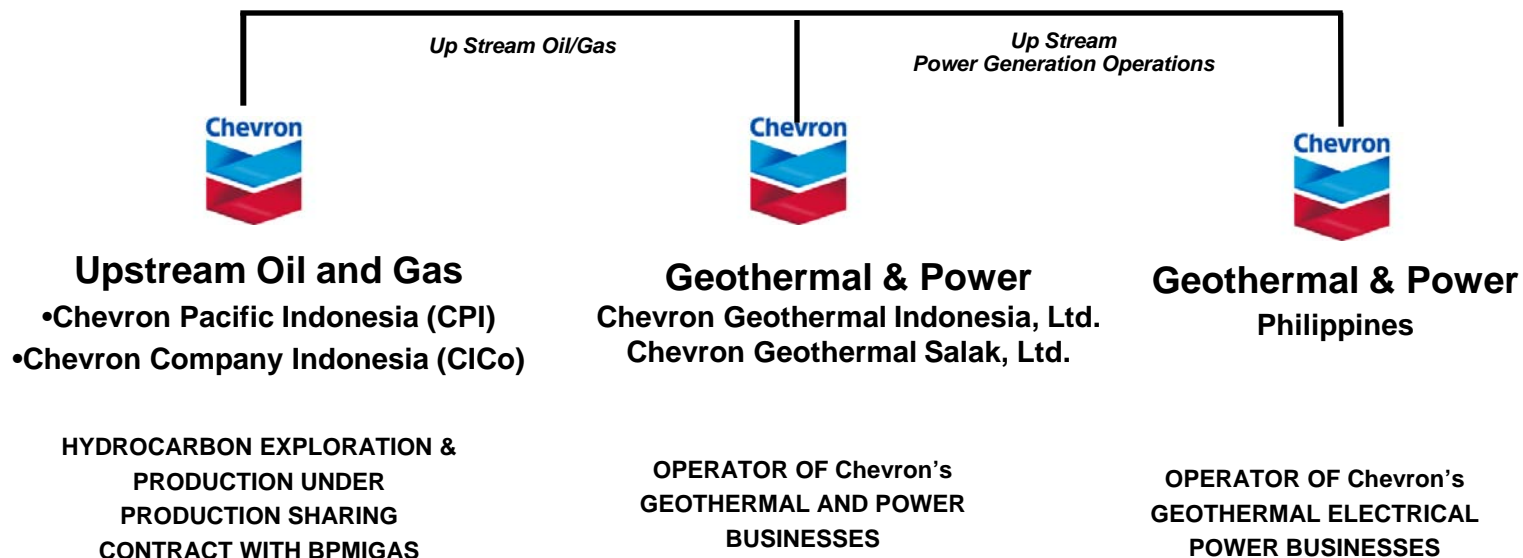 Up Stream Oil/Gas
Up Stream
Power Generation Operations
Chevron
Chevron
Chevron
Upstream Oil and Gas
•Chevron Pacific Indonesia (CPI)
•Chevron Company Indonesia (CICo)
HYDROCARBON EXPLORATION &
PRODUCTION UNDER
PRODUCTION SHARING
CONTRACT WITH BPMIGAS
Geothermal & Power
Chevron Geothermal Indonesia, Ltd.
Chevron Geothermal Salak, Ltd.
OPERATOR OF Chevron's
GEOTHERMAL AND POWER
BUSINESSES
Geothermal & Power
Philippines
OPERATOR OF Chevron's
GEOTHERMAL ELECTRICAL
POWER BUSINESSES